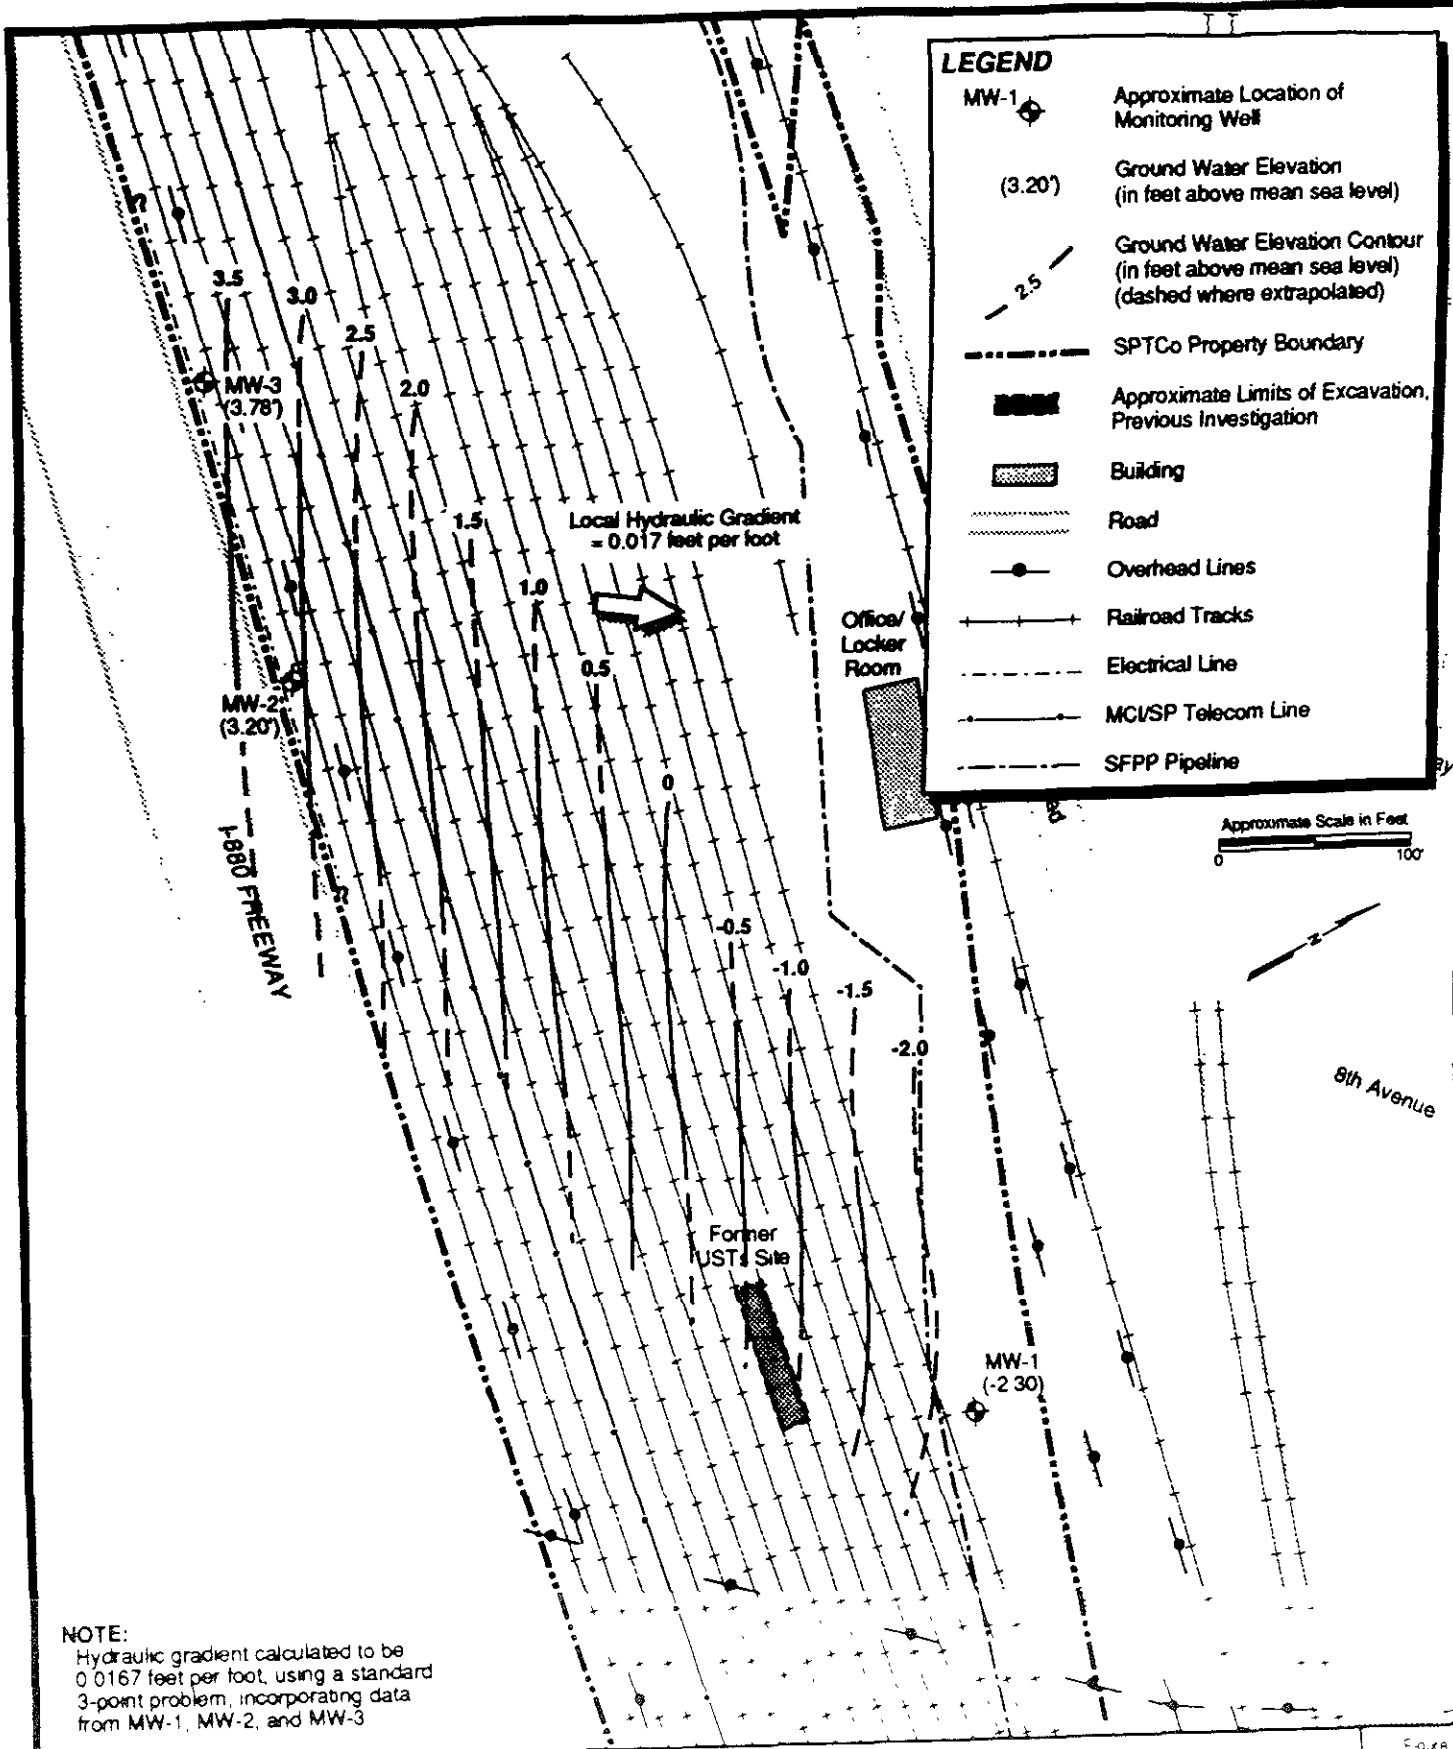 LEGEND
MW-1
Approximate Location of
Monitoring Well
(3.20')
Ground Water Elevation
(in feet above mean sea level)
2.5
Ground Water Elevation Contour
(in feet above mean sea level)
(dashed where extrapolated)
SPTCo Property Boundary
Approximate Limits of Excavation,
Previous Investigation
Building
Road
Overhead Lines
Railroad Tracks
Electrical Line
MCI/SP Telecom Line
SFPP Pipeline
Approximate Scale in Feet
0 100'
N
8th Avenue
3.5
3.0
2.5
2.0
MW-3
(3.78')
1.5
Local Hydraulic Gradient
= 0.017 feet per foot
1.0
Office/
Locker
Room
0.5
MW-2
(3.20')
0
I-880 FREEWAY
-0.5
-1.0
-1.5
-2.0
Former
USTs Site
MW-1
(-2 30)
NOTE:
Hydraulic gradient calculated to be
0 0167 feet per foot, using a standard
3-point problem, incorporating data
from MW-1, MW-2, and MW-3